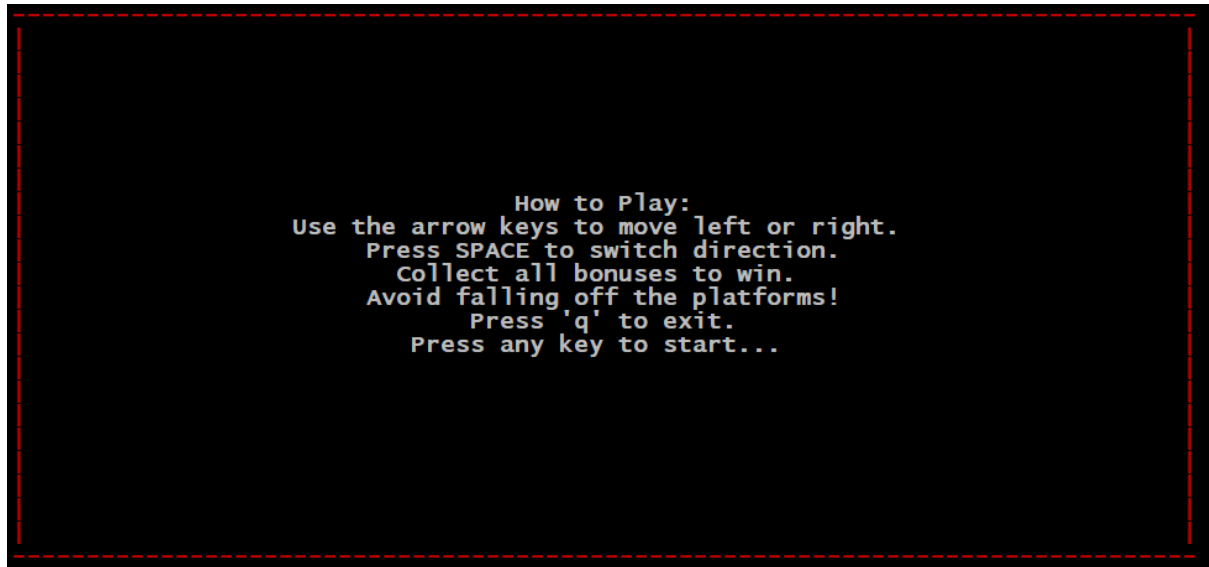 How to Play:
Use the arrow keys to move left or right.
Press SPACE to switch direction.
Collect all bonuses to win.
Avoid falling off the platforms!
Press 'q' to exit.
Press any key to start...